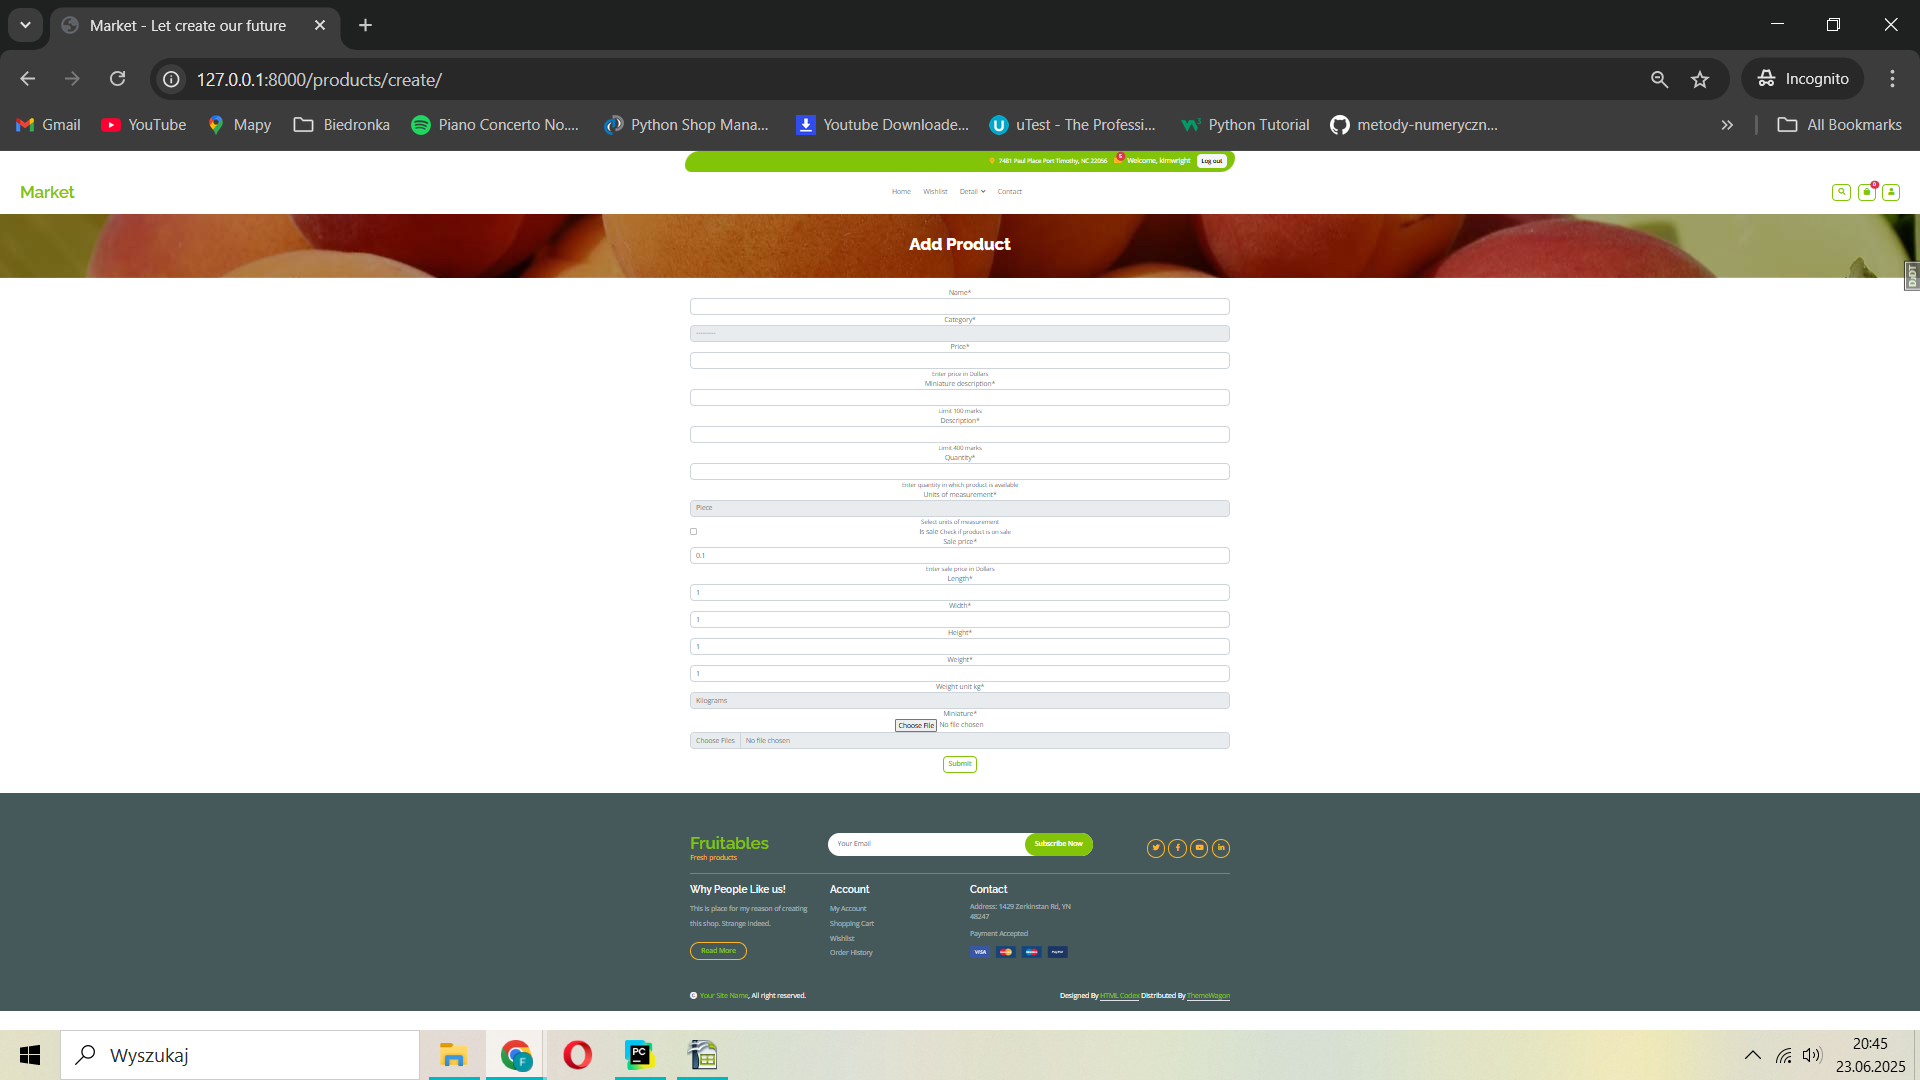 Market - Let create our future
127.0.0.1:8000/products/create/
Incognito
Gmail
YouTube
Mapy
Biedronka
Piano Concerto No....
Python Shop Mana...
Youtube Downloade...
uTest - The Professi...
Python Tutorial
metody-numeryczn...
All Bookmarks
7481 Paul Place Port Timothy, NC 22056
Welcome, kimwright
Log out
Market
Home
Wishlist
Detail
Contact
0
Add Product
DjDT
Name*
Category*
---------
Price*
Enter price in Dollars
Miniature description*
Limit 100 marks
Description*
Limit 400 marks
Quantity*
Enter quantity in which product is available
Units of measurement*
Piece
Select units of measurement
Is sale Check if product is on sale
Sale price*
0.1
Enter sale price in Dollars
Length*
1
Width*
1
Height*
1
Weight*
1
Weight unit kg*
Kilograms
Miniature*
Choose File No file chosen
Choose Files No file chosen
Submit
Fruitables
Fresh products
Your Email
Subscribe Now
Why People Like us!
This is place for my reason of creating
this shop. Strange indeed.
Read More
Account
My Account
Shopping Cart
Wishlist
Order History
Contact
Address: 1429 Zerkinstan Rd, YN
48247
Payment Accepted
VISA
PayPal
Your Site Name, All right reserved.
Designed By HTML Codex Distributed By ThemeWagon
Wyszukaj
F
PC
20:45
23.06.2025